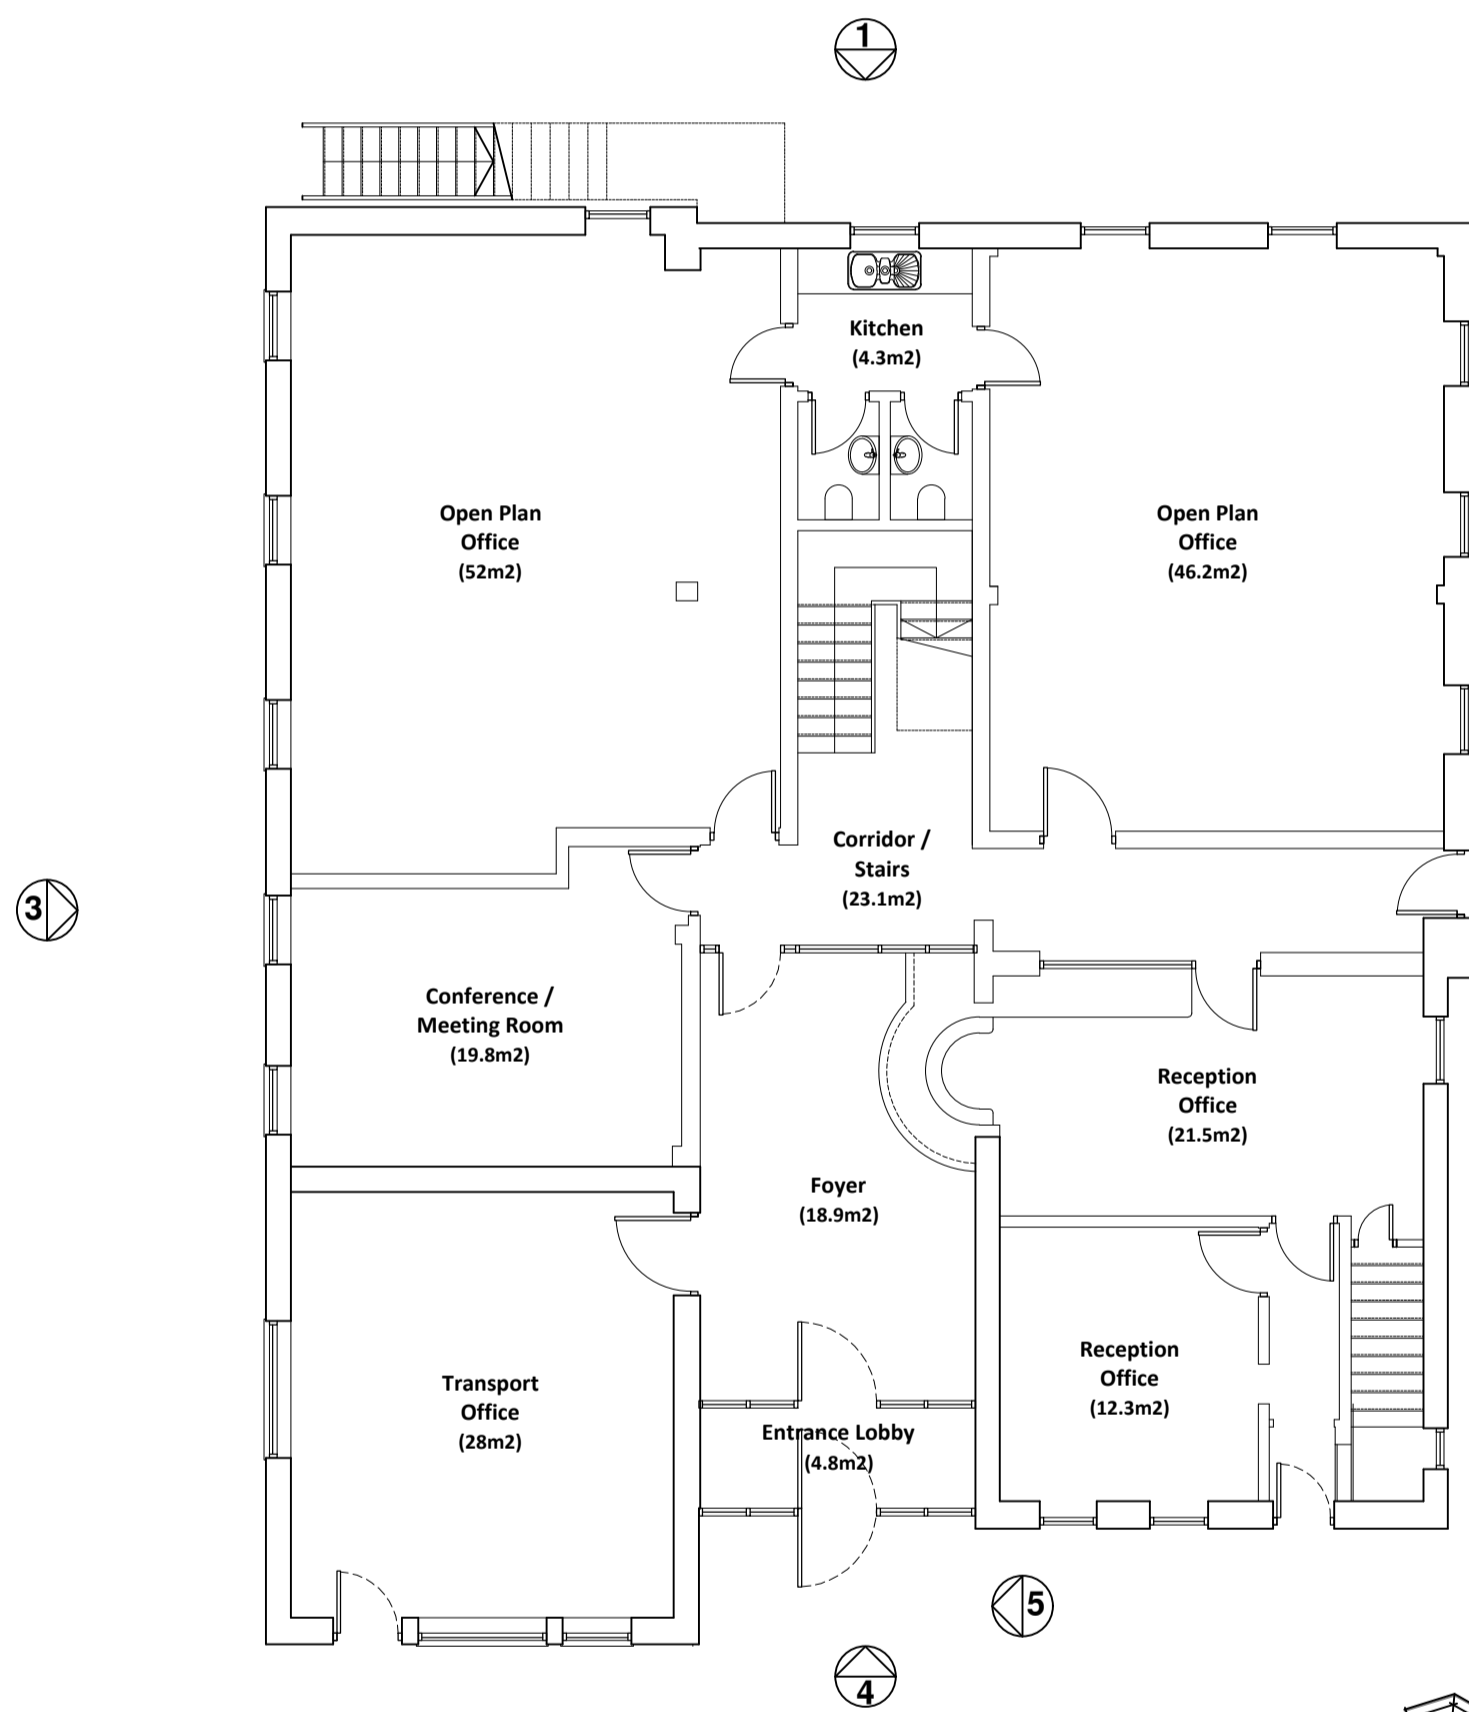 1
Kitchen
(4.3m2)
Open Plan
Office
(52m2)
Open Plan
Office
(46.2m2)
Corridor /
Stairs
(23.1m2)
3
Conference /
Meeting Room
(19.8m2)
Reception
Office
(21.5m2)
Foyer
(18.9m2)
Reception
Office
(12.3m2)
Transport
Office
(28m2)
Entrance Lobby
(4.8m2)
5
4